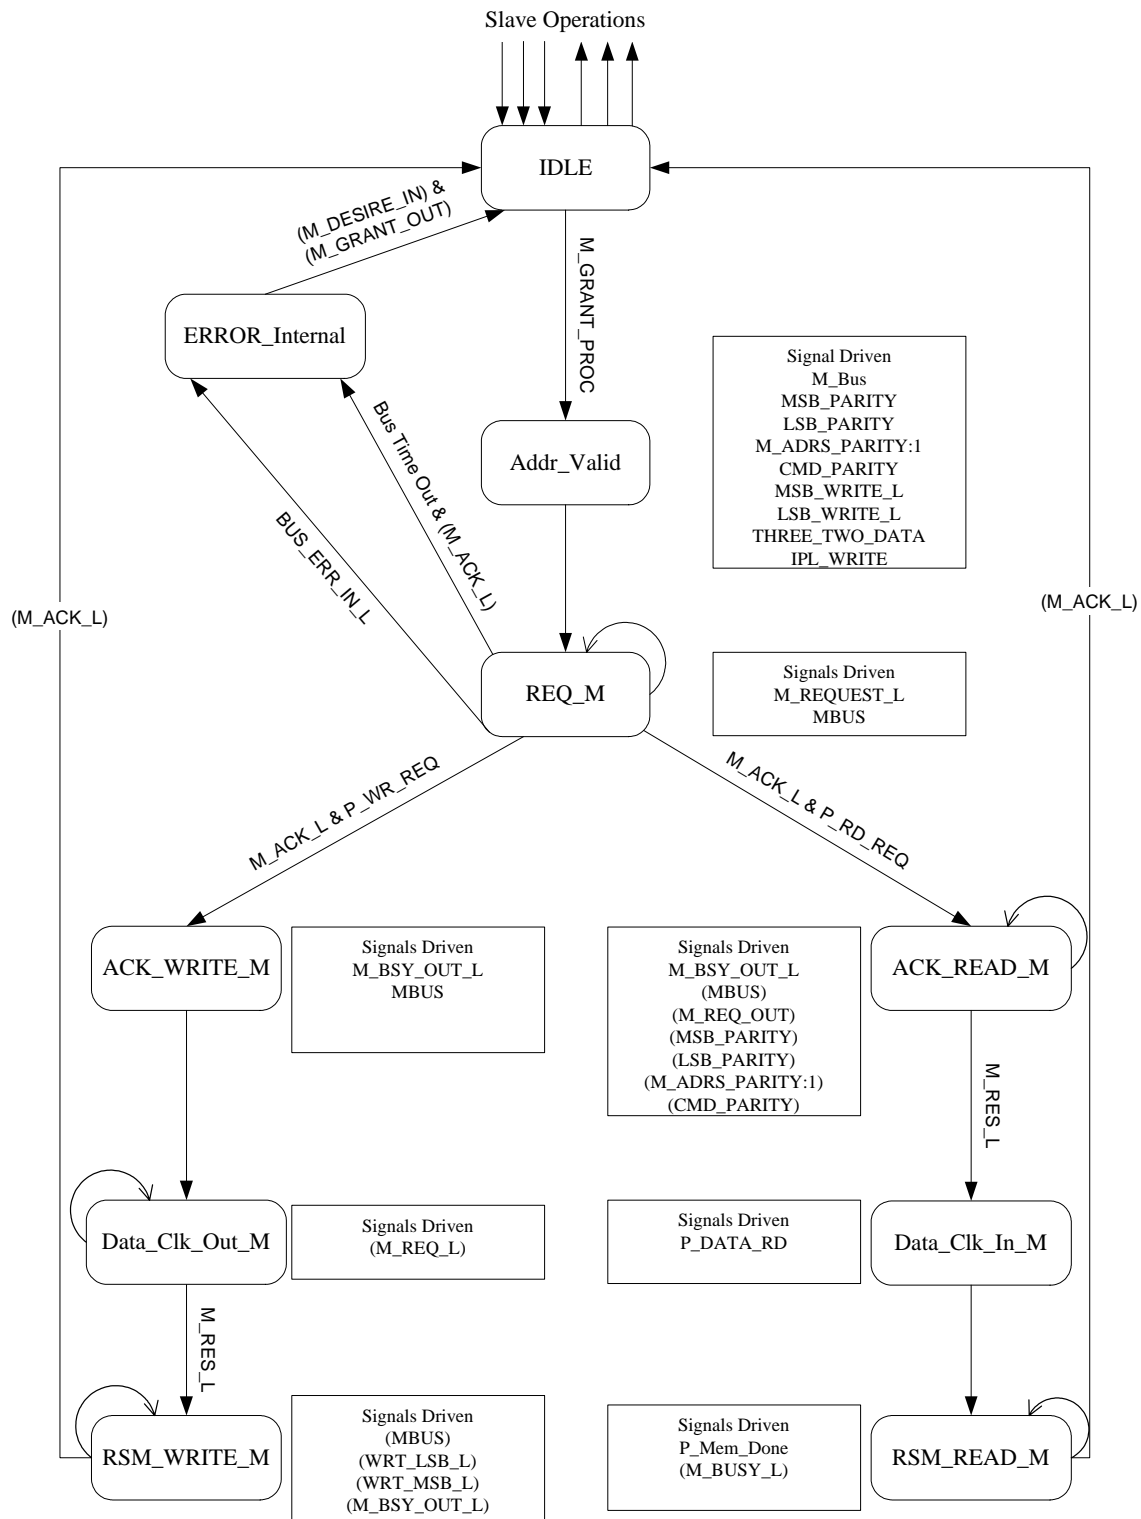 Slave Operations
IDLE
(M_DESIRE_IN) &
(M_GRANT_OUT)
M_GRANT_PROC
ERROR_Internal
Signal Driven
M_Bus
MSB_PARITY
LSB_PARITY
M_ADRS_PARITY:1
CMD_PARITY
MSB_WRITE_L
LSB_WRITE_L
THREE_TWO_DATA
IPL_WRITE
Addr_Valid
Bus Time Out & (M_ACK_L)
BUS_ERR_IN_L
(M_ACK_L)
(M_ACK_L)
REQ_M
Signals Driven
M_REQUEST_L
MBUS
M_ACK_L & P_WR_REQ
M_ACK_L & P_RD_REQ
ACK_WRITE_M
Signals Driven
M_BSY_OUT_L
MBUS
Signals Driven
M_BSY_OUT_L
(MBUS)
(M_REQ_OUT)
(MSB_PARITY)
(LSB_PARITY)
(M_ADRS_PARITY:1)
(CMD_PARITY)
ACK_READ_M
M_RES_L
Data_Clk_Out_M
Signals Driven
(M_REQ_L)
Signals Driven
P_DATA_RD
Data_Clk_In_M
M_RES_L
RSM_WRITE_M
Signals Driven
(MBUS)
(WRT_LSB_L)
(WRT_MSB_L)
(M_BSY_OUT_L)
Signals Driven
P_Mem_Done
(M_BUSY_L)
RSM_READ_M